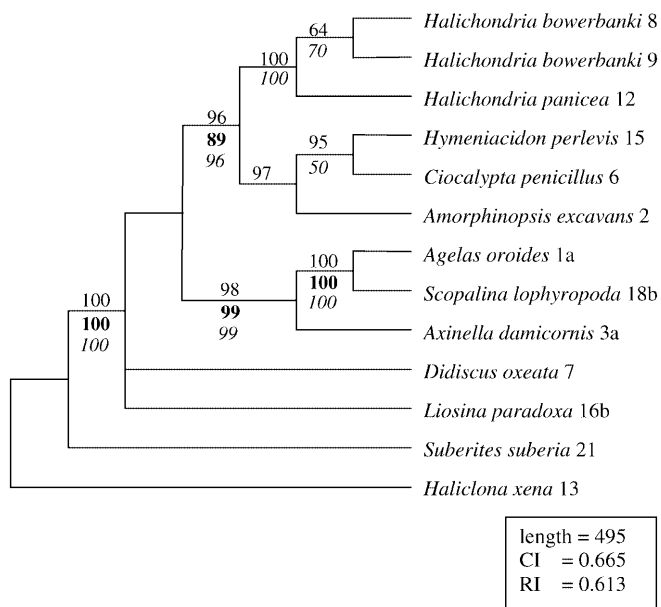 Halichondria bowerbanki 8
64
70
Halichondria bowerbanki 9
100
100
Halichondria panicea 12
96
89
96
Hymeniacidon perlevis 15
95
50
Ciocalypta penicillus 6
97
Amorphinopsis excavans 2
Agelas oroides 1a
100
100
100
Scopalina lophyropoda 18b
98
99
99
Axinella damicornis 3a
100
100
100
Didiscus oxeata 7
Liosina paradoxa 16b
Suberites suberia 21
Haliclona xena 13
length = 495
CI = 0.665
RI = 0.613